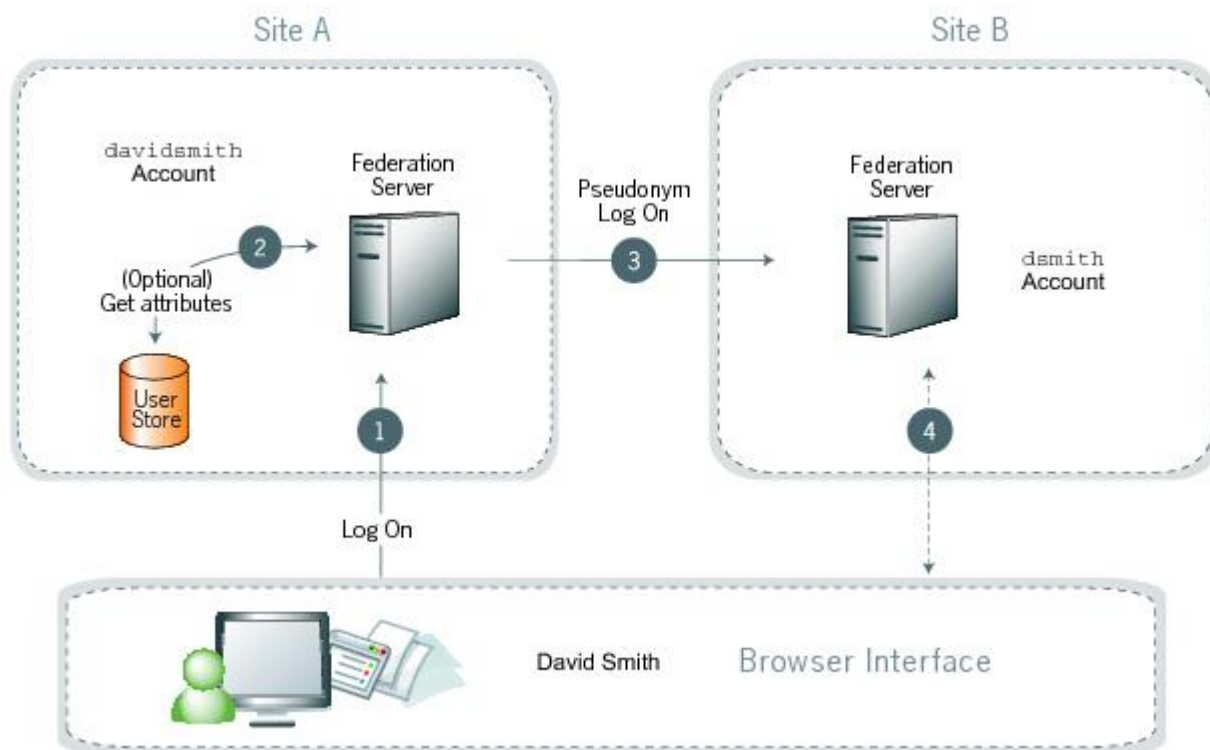 Site A
Site B
davidsmith
Account
Federation
Server
Pseudonym
Log On
Federation
Server
dsmith
Account
2
3
(Optional)
Get attributes
User
Store
1
4
Log On
David Smith
Browser Interface